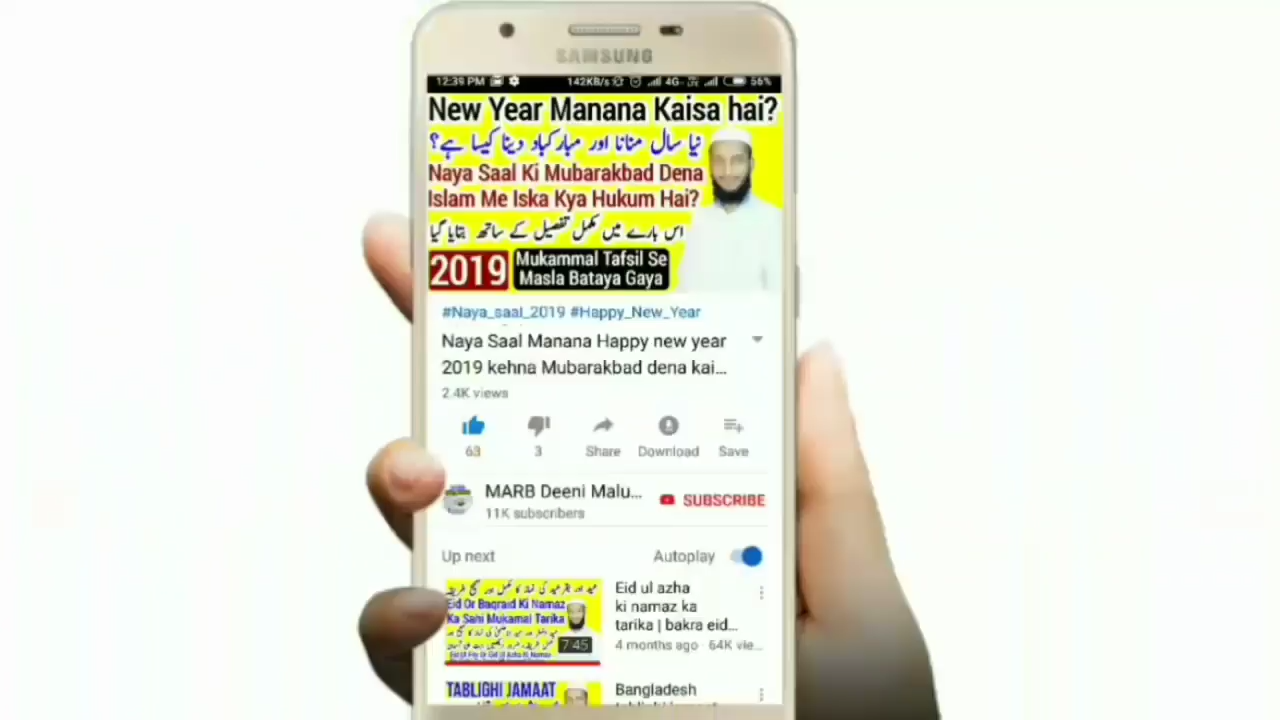 SAMSUNG
12:39 PM 142KB/s 4G 56%
New Year Manana Kaisa hai?
نیا سال منانا اور مبارکباد دینا کیسا ہے؟
Naya Saal Ki Mubarakbad Dena
Islam Me Iska Kya Hukum Hai?
اس بارے میں مکمل تفصیل کے ساتھ بتایا گیا
2019
Mukammal Tafsil Se
Masla Bataya Gaya
#Naya_saal_2019 #Happy_New_Year
Naya Saal Manana Happy new year
2019 kehna Mubarakbad dena kai...
2.4K views
63 3 Share Download Save
MARB Deeni Malu... SUBSCRIBE
11K subscribers
Up next Autoplay
Eid Or Baqraid Ki Namaz
Ka Sahi Mukamal Tarika
7:45
Eid ul azha
ki namaz ka
tarika | bakra eid...
4 months ago 64K vie...
TABLIGHI JAMAAT
Bangladesh